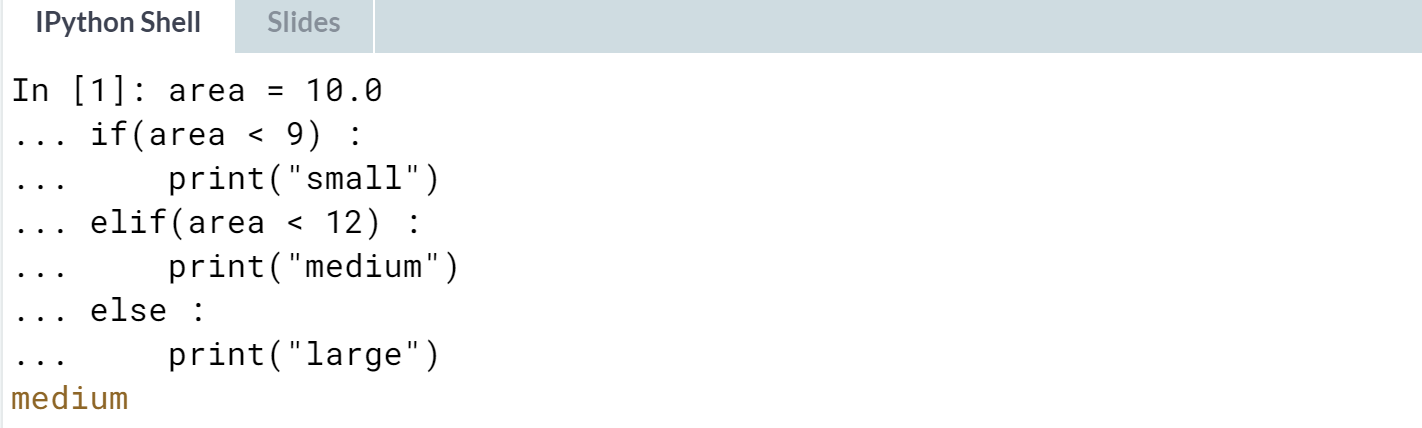 IPython Shell Slides
In [1]: area = 10.0
... if(area < 9) :
...     print("small")
... elif(area < 12) :
...     print("medium")
... else :
...     print("large")
medium